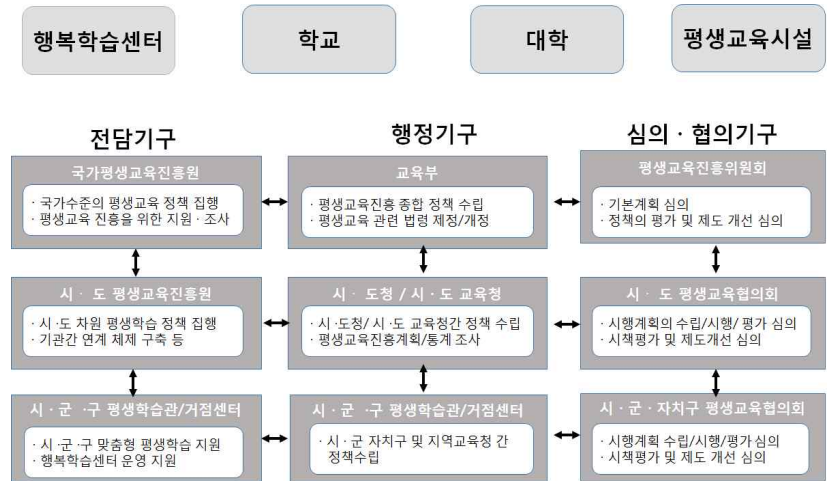 행복학습센터
학교
대학
평생교육시설
전담기구
행정기구
심의 · 협의기구
국가평생교육진흥원
· 국가수준의 평생교육 정책 집행
· 평생교육 진흥을 위한 지원 · 조사
교육부
· 평생교육진흥 종합 정책 수립
· 평생교육 관련 법령 제정/개정
평생교육진흥위원회
· 기본계획 심의
· 정책의 평가 및 제도 개선 심의
시 · 도 평생교육진흥원
· 시 ·도 차원 평생학습 정책 집행
· 기관간 연계 체제 구축 등
시 · 도청 / 시 · 도 교육청
· 시 ·도청/ 시 ·도 교육청간 정책 수립
· 평생교육진흥계획/통계 조사
시 · 도 평생교육협의회
· 시행계획의 수립/시행/ 평가 심의
· 시책평가 및 제도개선 심의
시 · 군 ·구 평생학습관/거점센터
· 시 ·군 ·구 맞춤형 평생학습 지원
· 행복학습센터 운영 지원
시 · 군 ·구 평생학습관/거점센터
· 시 · 군 자치구 및 지역교육청 간
정책수립
시 · 군 · 자치구 평생교육협의회
· 시행계획 수립/시행/평가 심의
· 시책평가 및 제도 개선 심의